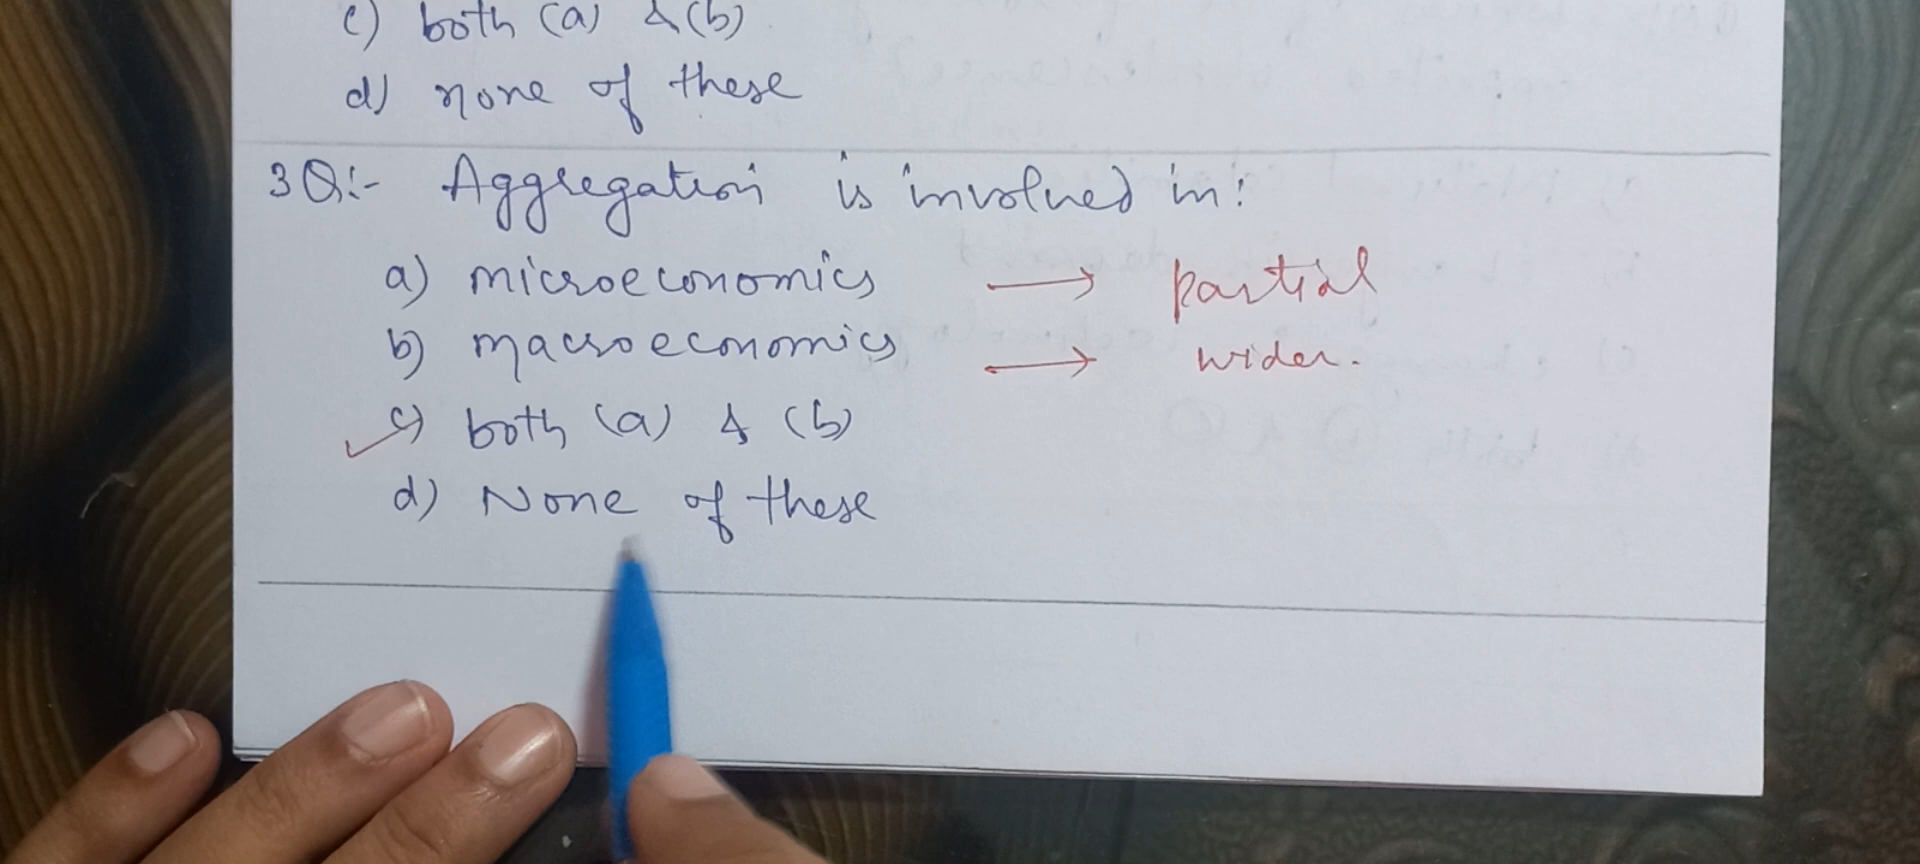 c) both (a) & (b)
d) none of these
3Q:- Aggregation is involved in:
a) microeconomics → partial
b) macroeconomics → wider.
✓ c) both (a) & (b)
d) None of these